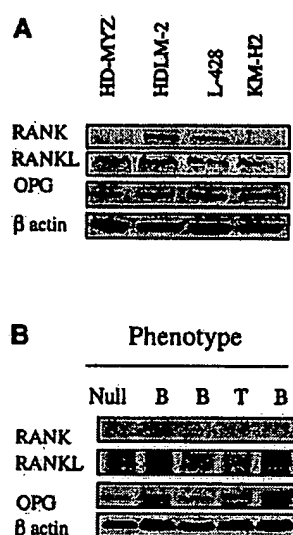 A
HD-MYZ HDLM-2 L-428 KM-H2
RANK
RANKL
OPG
β actin
B
Phenotype
Null B B T B
RANK
RANKL
OPG
β actin